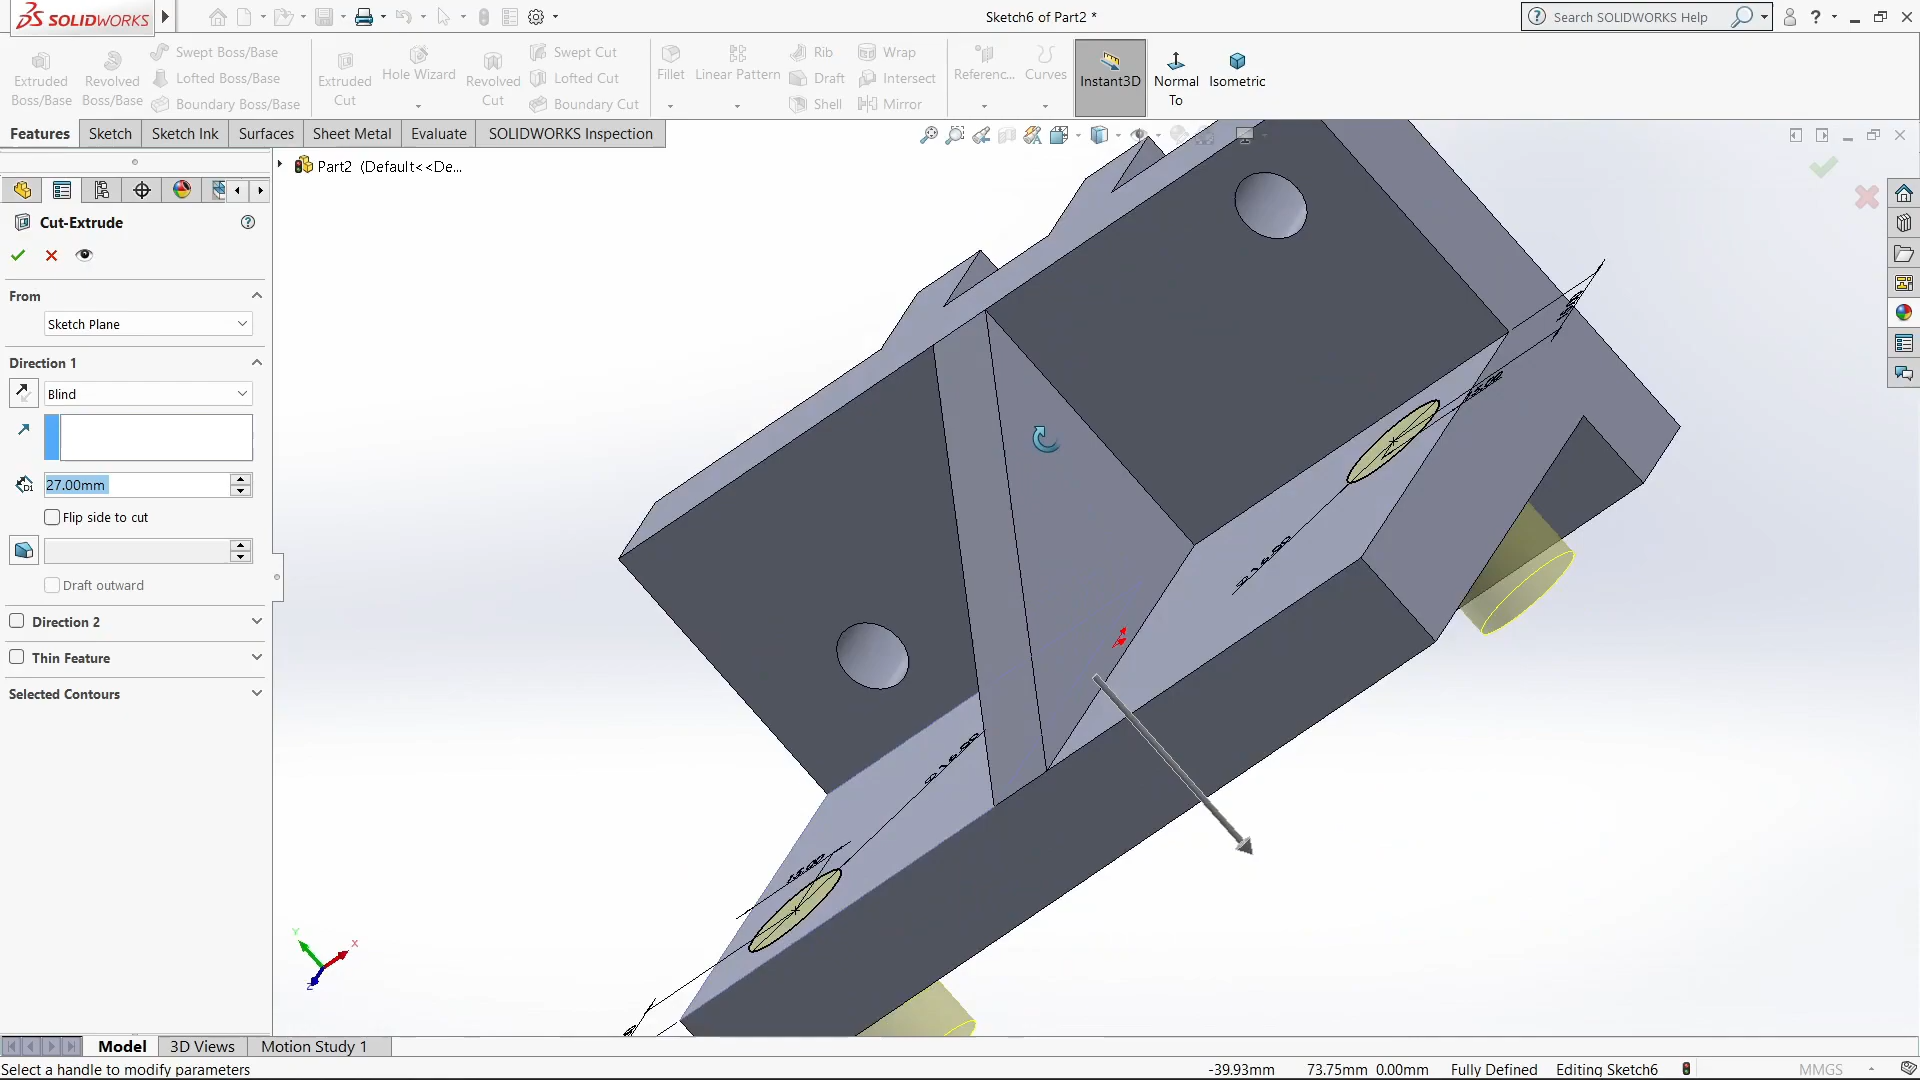 SOLIDWORKS
Sketch6 of Part2 *
Search SOLIDWORKS Help
Extruded Boss/Base
Revolved Boss/Base
Swept Boss/Base
Lofted Boss/Base
Boundary Boss/Base
Extruded Cut
Hole Wizard
Revolved Cut
Swept Cut
Lofted Cut
Boundary Cut
Fillet
Linear Pattern
Rib
Draft
Shell
Wrap
Intersect
Mirror
Referenc...
Curves
Instant3D
Normal To
Isometric
Features
Sketch
Sketch Ink
Surfaces
Sheet Metal
Evaluate
SOLIDWORKS Inspection
Part2 (Default<<De...
Cut-Extrude
From
Sketch Plane
Direction 1
Blind
D1
27.00mm
Flip side to cut
Draft outward
Direction 2
Thin Feature
Selected Contours
15.00
Y
X
Z
Model
3D Views
Motion Study 1
Select a handle to modify parameters
-39.93mm
73.75mm 0.00mm
Fully Defined
Editing Sketch6
MMGS